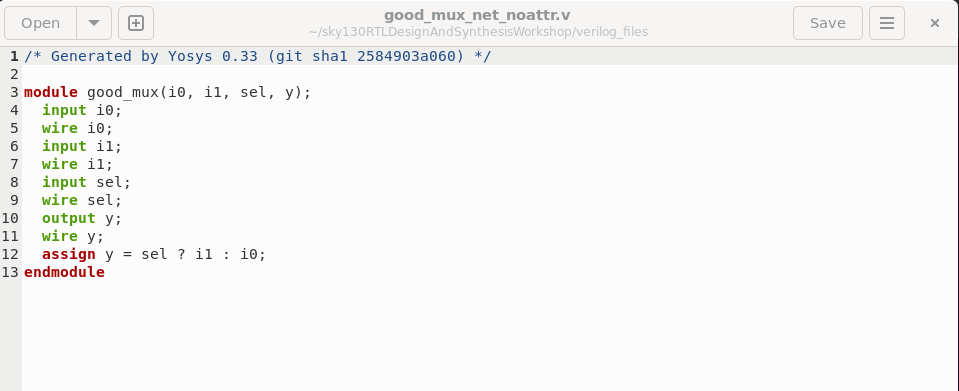 Open
good_mux_net_noattr.v
~/sky130RTLDesignAndSynthesisWorkshop/verilog_files
Save
1 /* Generated by Yosys 0.33 (git sha1 2584903a060) */
2
3 module good_mux(i0, i1, sel, y);
4   input i0;
5   wire i0;
6   input i1;
7   wire i1;
8   input sel;
9   wire sel;
10   output y;
11   wire y;
12   assign y = sel ? i1 : i0;
13 endmodule